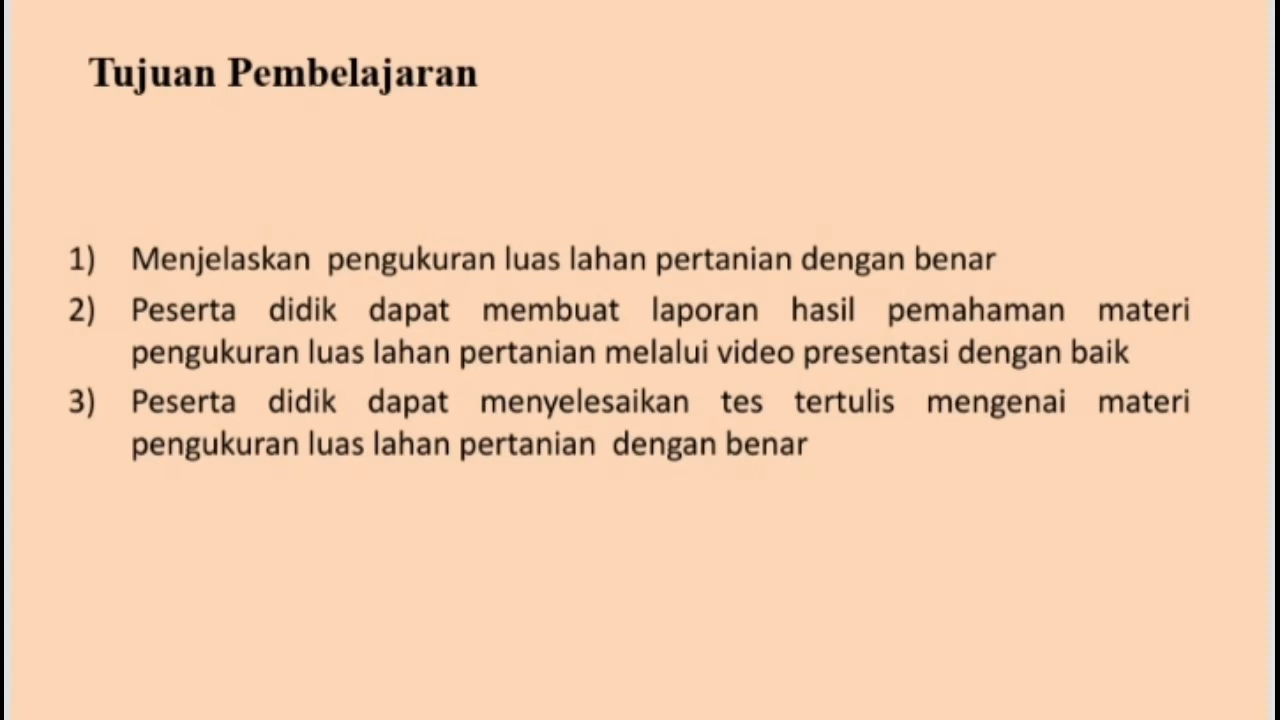 Tujuan Pembelajaran
1) Menjelaskan pengukuran luas lahan pertanian dengan benar
2) Peserta didik dapat membuat laporan hasil pemahaman materi
pengukuran luas lahan pertanian melalui video presentasi dengan baik
3) Peserta didik dapat menyelesaikan tes tertulis mengenai materi
pengukuran luas lahan pertanian dengan benar